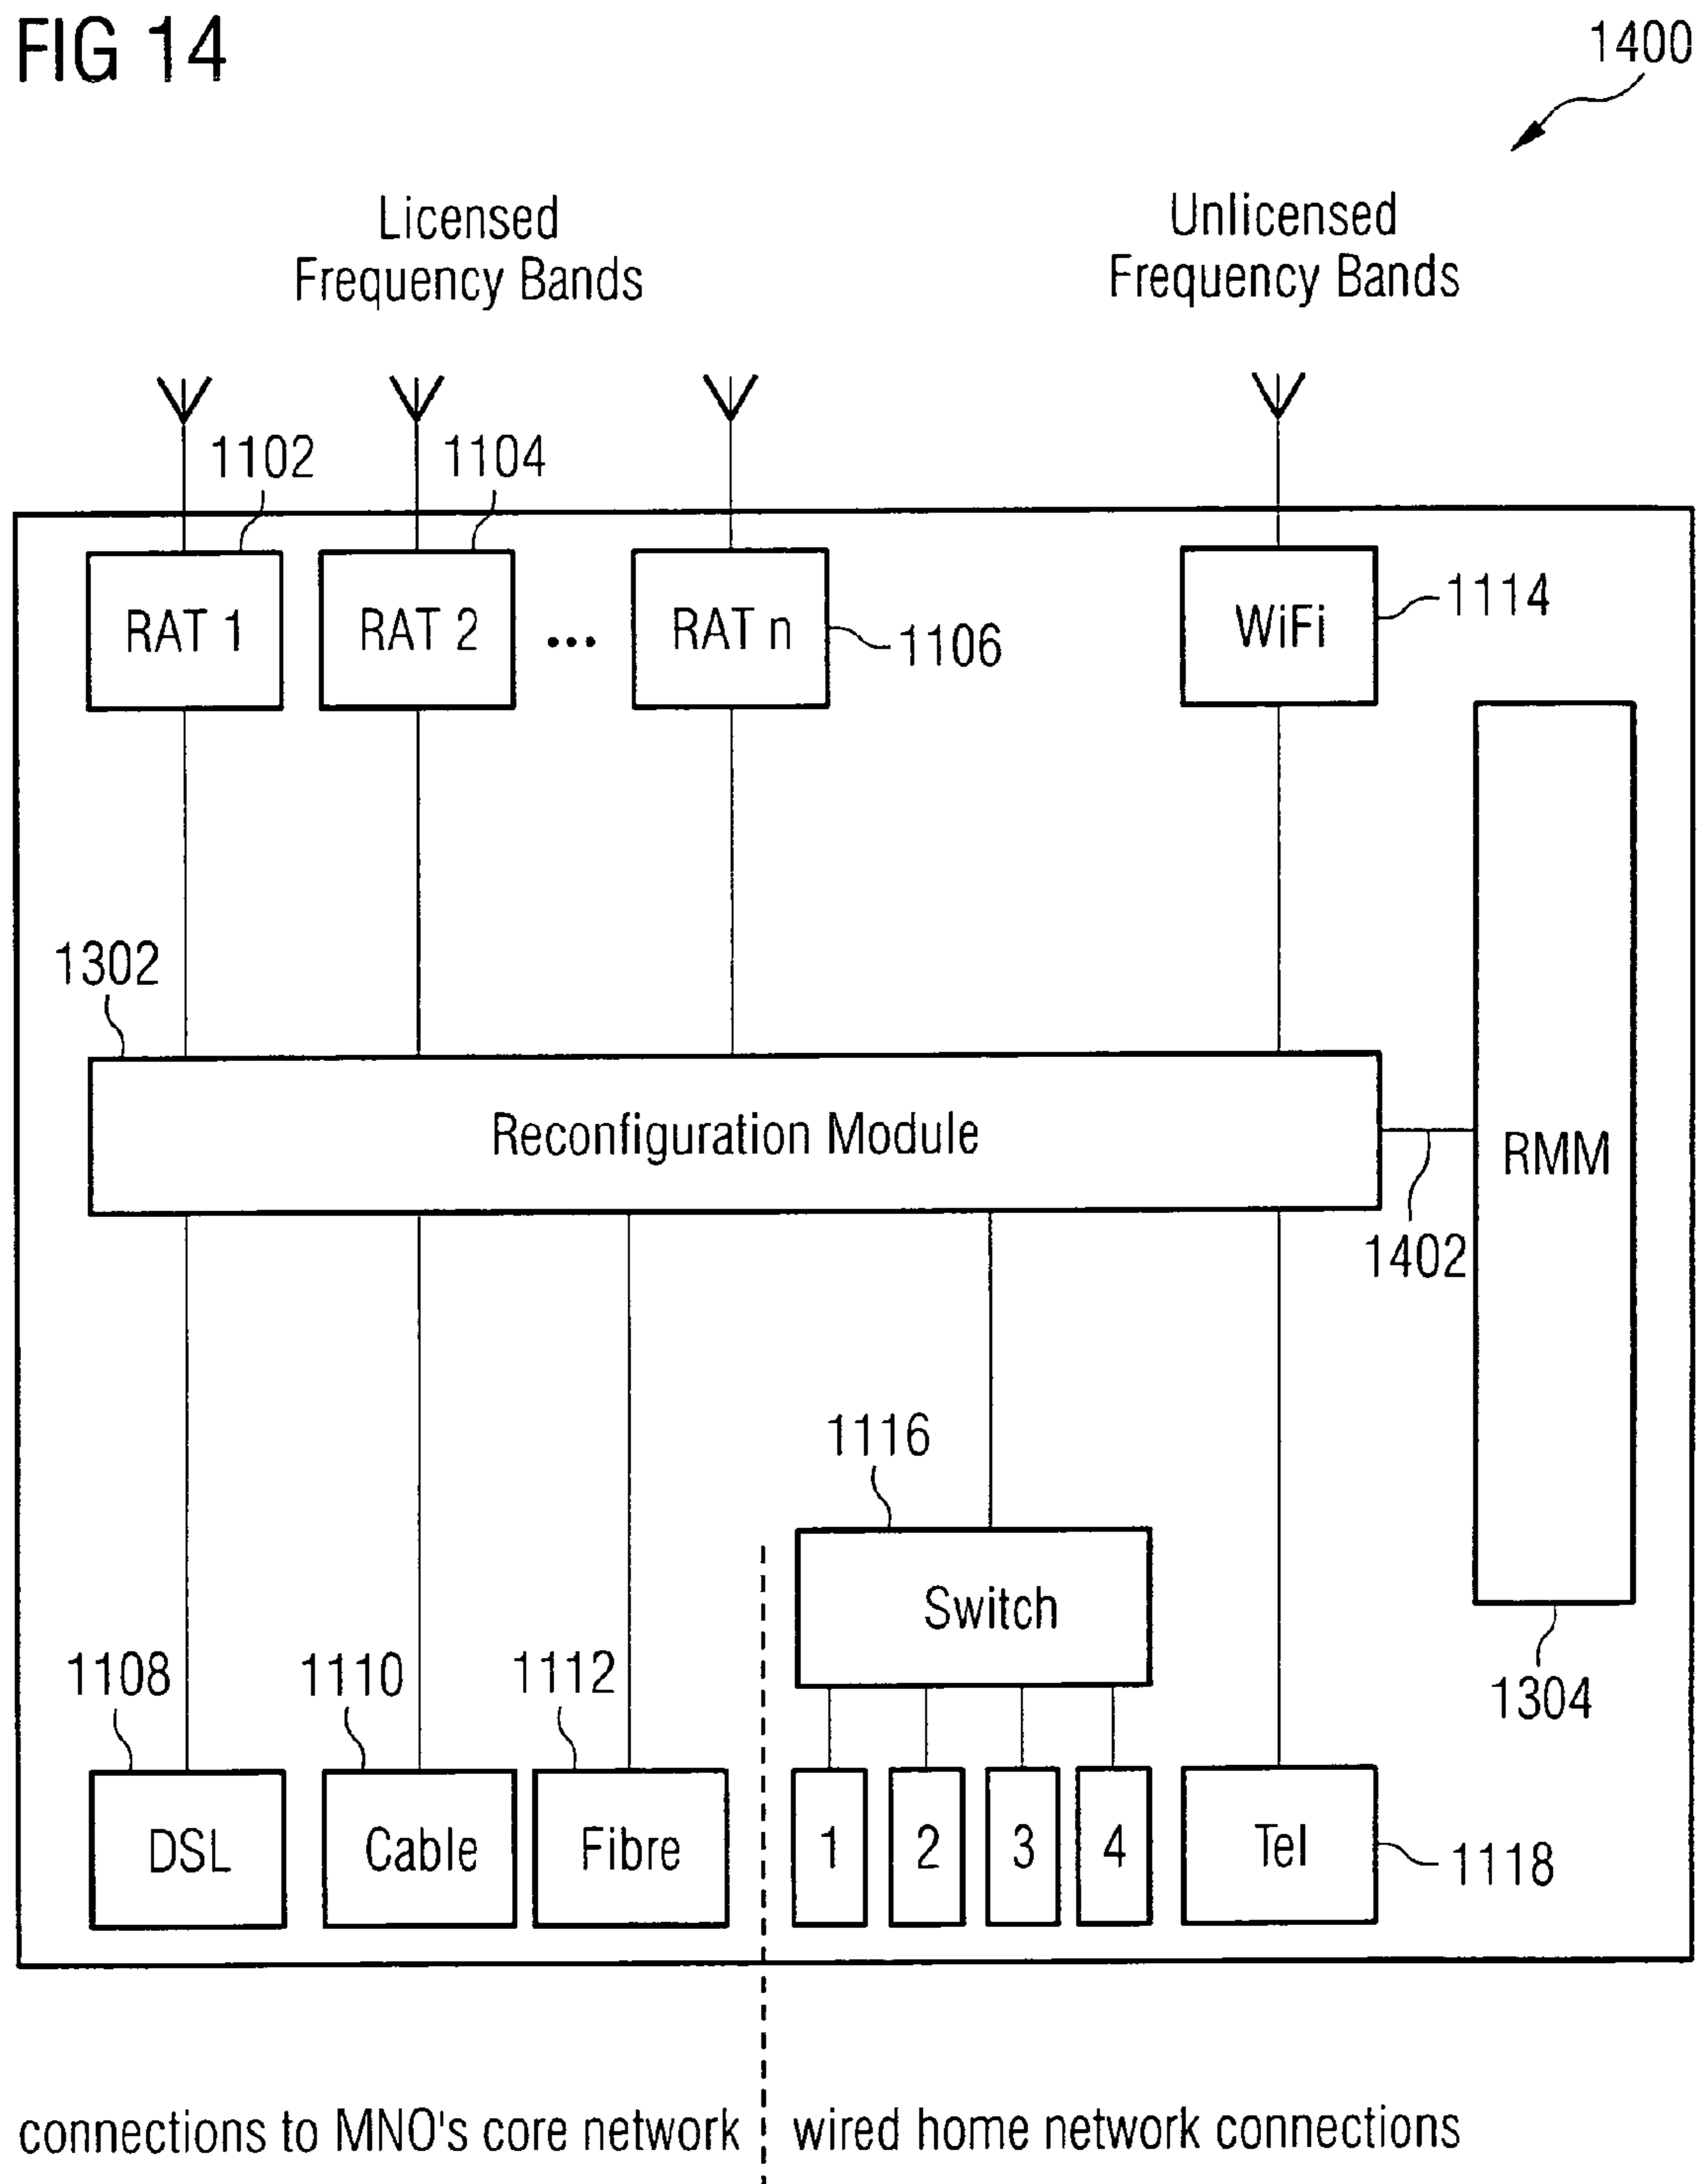 FIG 14
1400
Licensed
Frequency Bands
Unlicensed
Frequency Bands
1102
1104
RAT 1
RAT 2
...
RAT n
1106
WiFi
1114
1302
Reconfiguration Module
RMM
1402
1116
Switch
1304
1108
1110
1112
DSL
Cable
Fibre
1
2
3
4
Tel
1118
connections to MNO's core network
wired home network connections